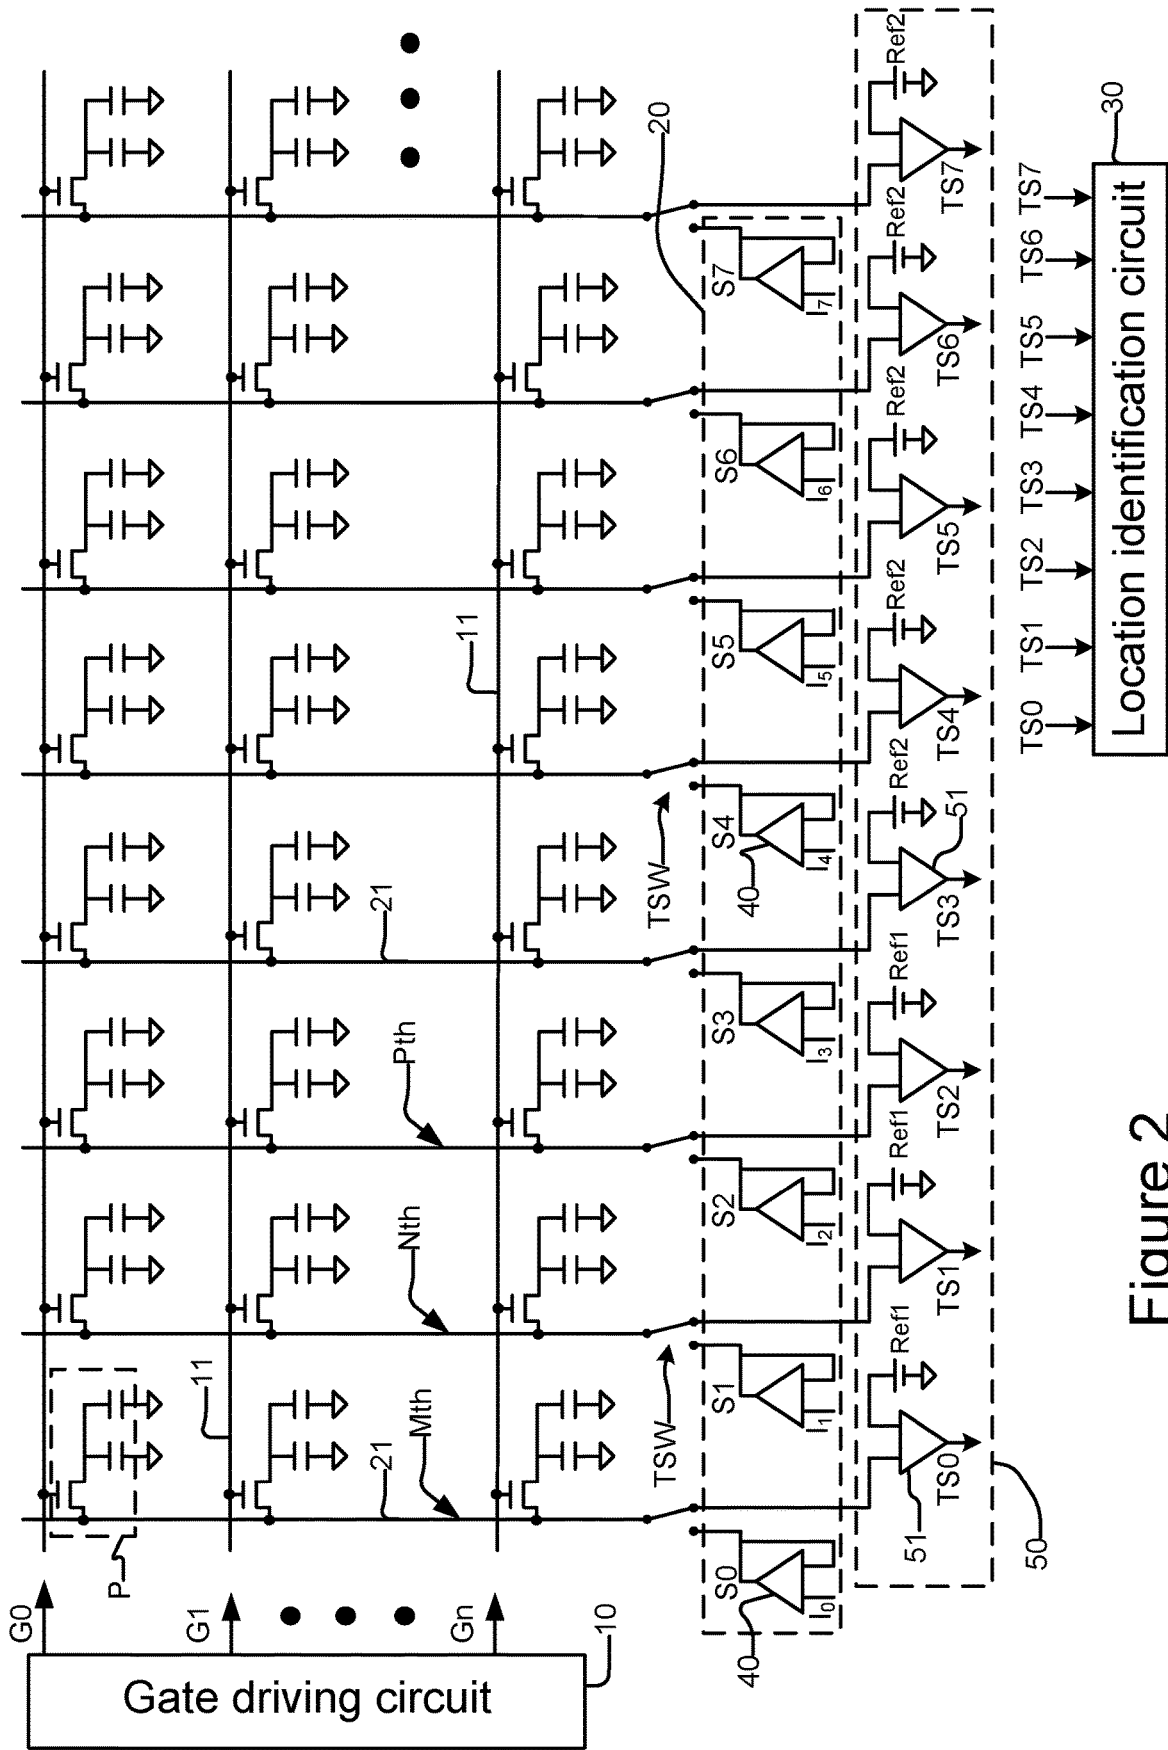 G0
G1
Gn
Gate driving circuit
10
P
11
11
21
21
Mth
Nth
Pth
TSW
TSW
20
S0
S1
S2
S3
S4
S5
S6
S7
I0
I1
I2
I3
I4
I5
I6
I7
40
40
Ref1
Ref1
Ref1
Ref2
Ref2
Ref2
Ref2
Ref2
51
51
TS0
TS1
TS2
TS3
TS4
TS5
TS6
TS7
50
TS0 TS1 TS2 TS3 TS4 TS5 TS6 TS7
Location identification circuit
30
Figure 2